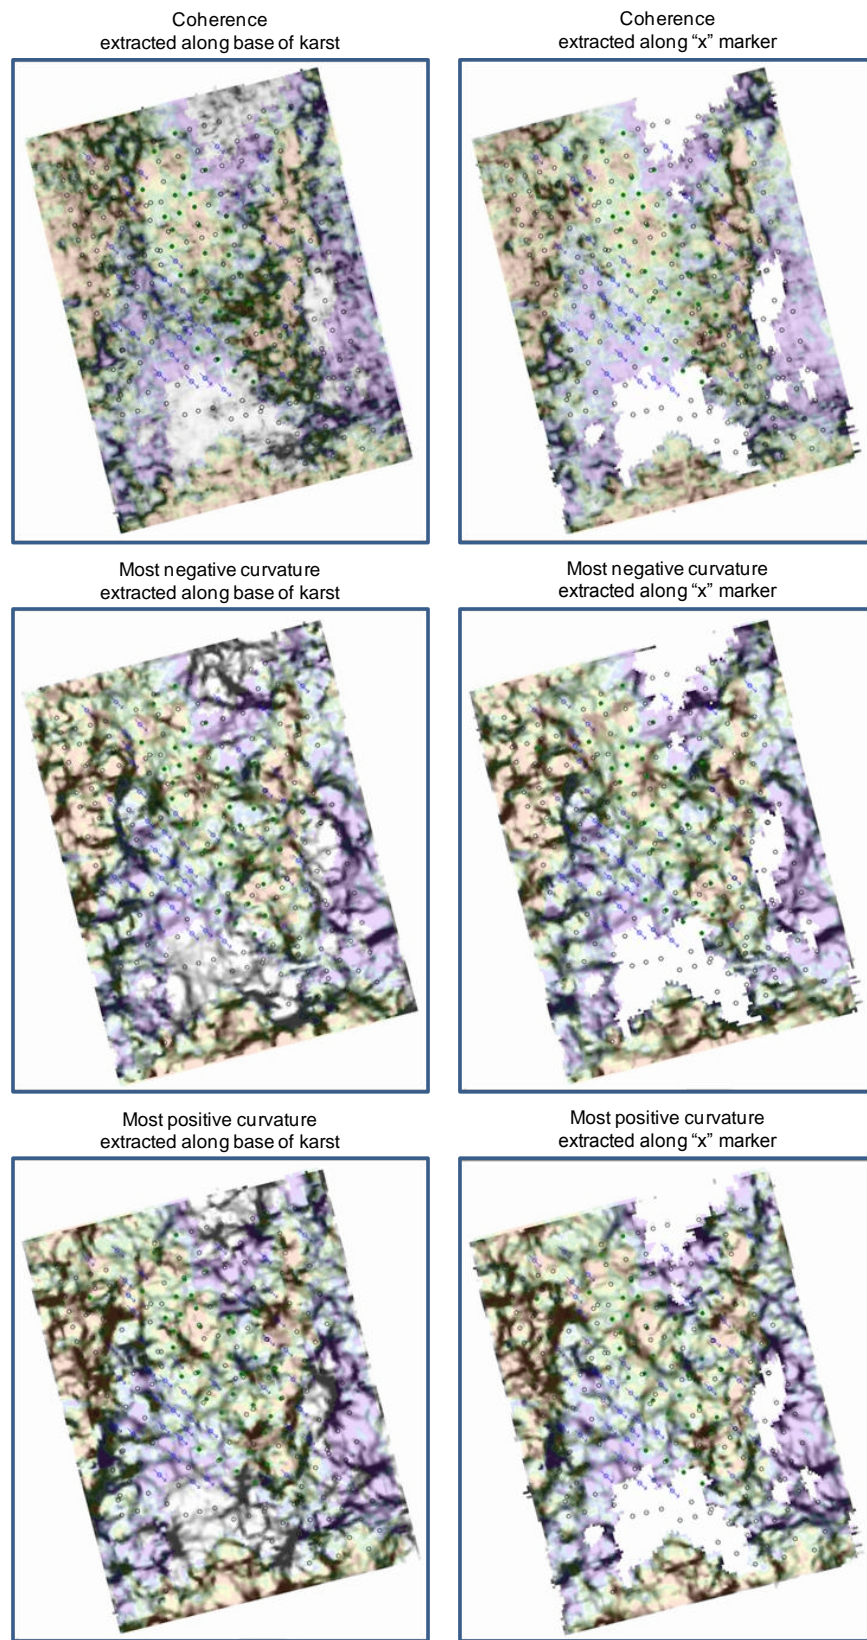 Coherence
extracted along base of karst
Coherence
extracted along “x” marker
Most negative curvature
extracted along base of karst
Most negative curvature
extracted along “x” marker
Most positive curvature
extracted along base of karst
Most positive curvature
extracted along “x” marker